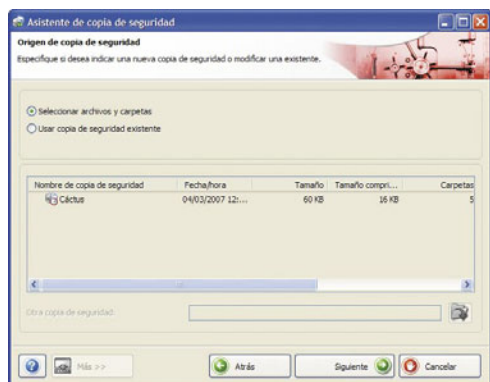 Asistente de copia de seguridad
Origen de copia de seguridad
Especifique si desea indicar una nueva copia de seguridad o modificar una existente.
Seleccionar archivos y carpetas
Usar copia de seguridad existente
Nombre de copia de seguridad Fecha/hora Tamaño Tamaño compri... Carpetas
Cáctus 04/03/2007 12:... 60 KB 16 KB 5
Otra copia de seguridad:
Más >> Atrás Siguiente Cancelar